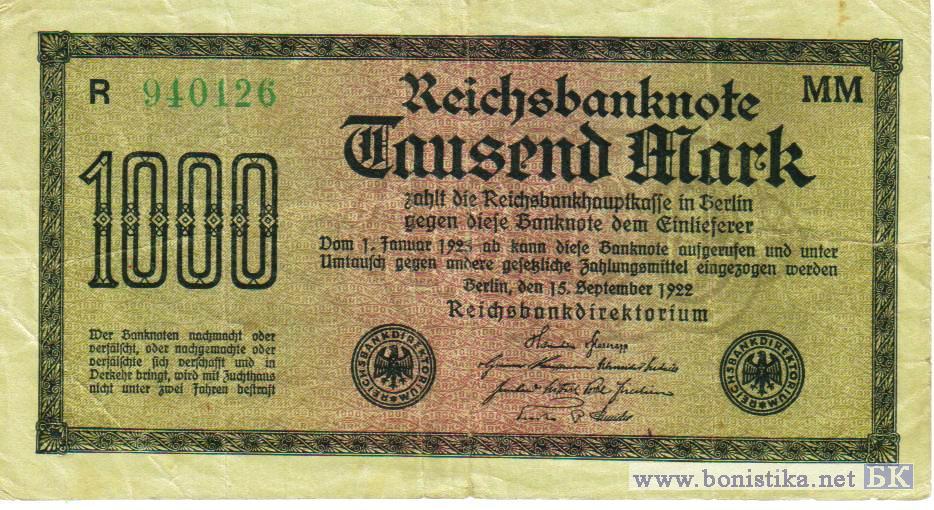 R 940126
MM
Reichsbanknote
Tausend Mark
zahlt die Reichsbankhauptkasse in Berlin
gegen diese Banknote dem Einlieferer
Vom 1. Januar 1923 ab kann diese Banknote aufgerufen und unter
Umtausch gegen andere gesetzliche Zahlungsmittel eingezogen werden
Berlin, den 15. September 1922
Reichsbankdirektorium
1000
Wer Banknoten nachmacht oder
verfälscht, oder nachgemachte oder
verfälschte sich verschafft und in
Verkehr bringt, wird mit Zuchthaus
nicht unter zwei Jahren bestraft
REICHSBANKDIREKTORIUM
REICHSBANKDIREKTORIUM
www.bonistika.net БК